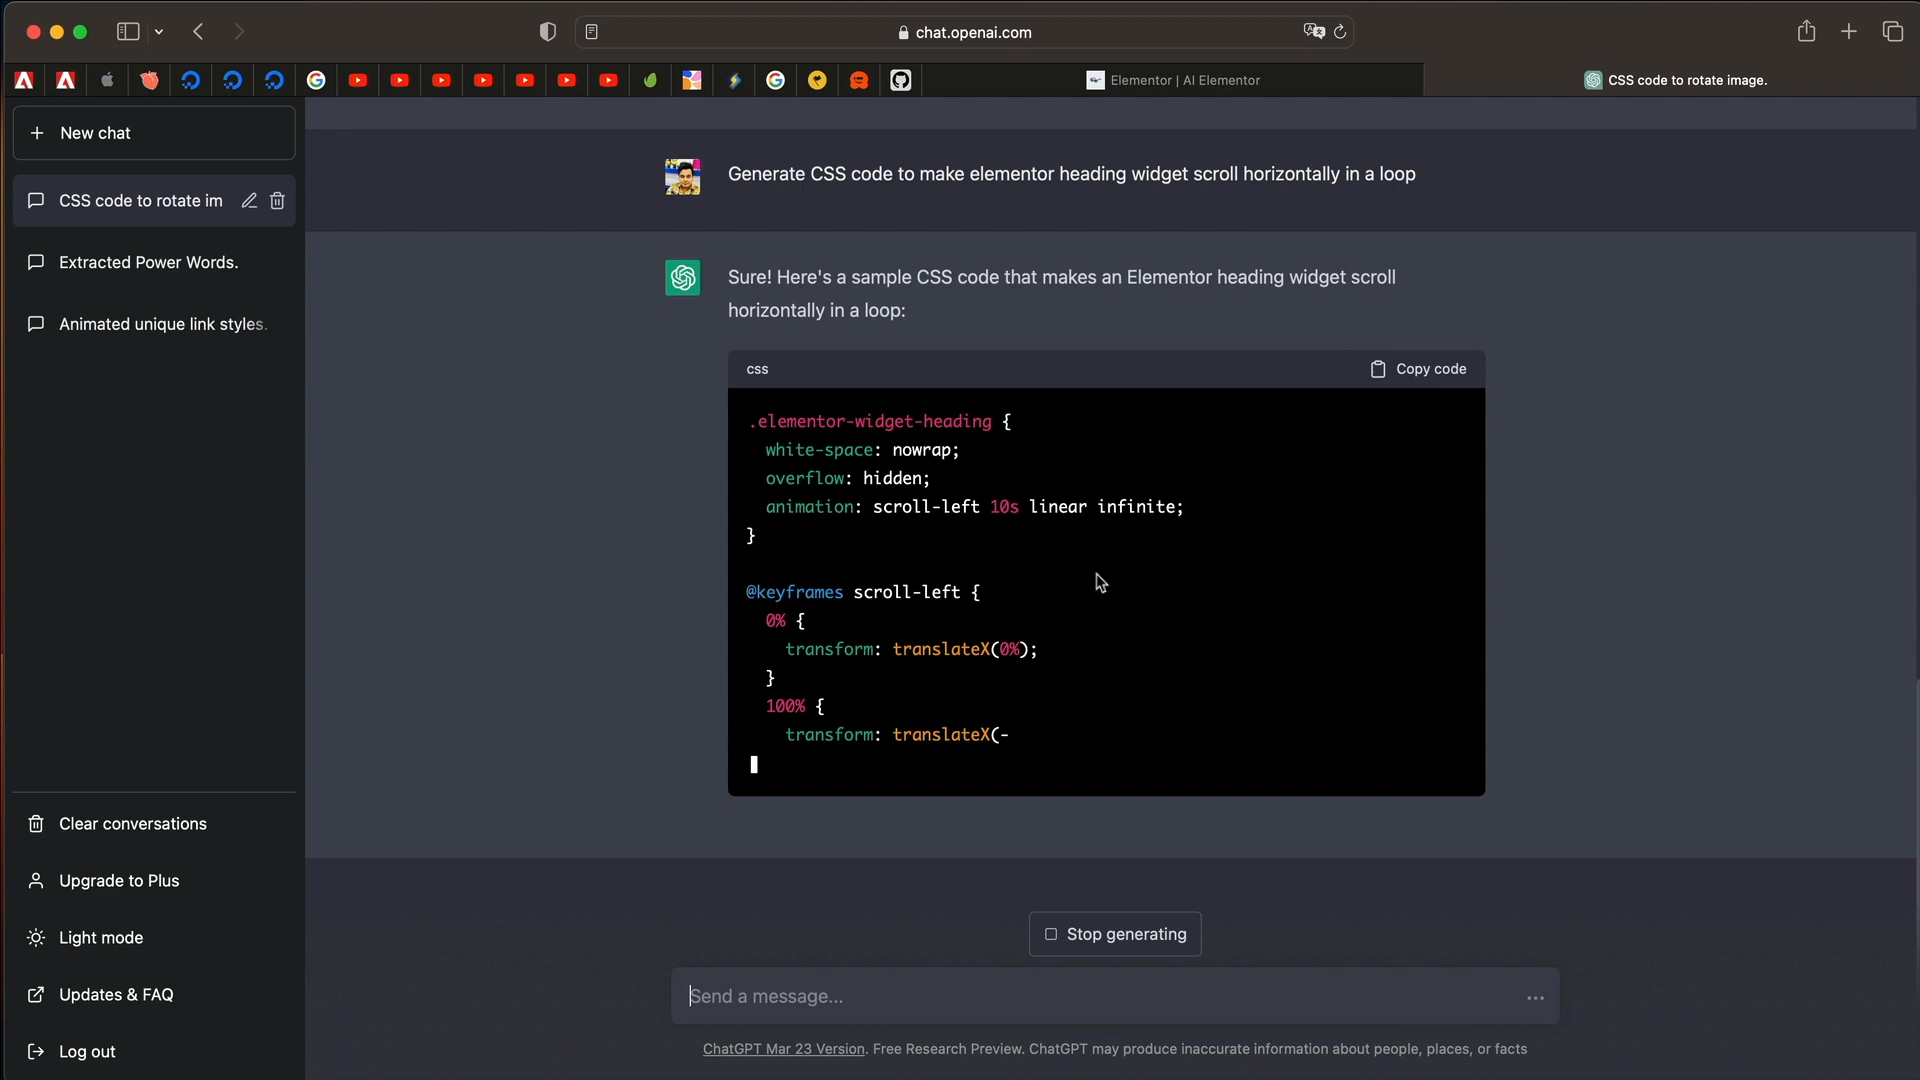 chat.openai.com
Elementor | AI Elementor
CSS code to rotate image.
New chat
CSS code to rotate im
Extracted Power Words.
Animated unique link styles.
Clear conversations
Upgrade to Plus
Light mode
Updates & FAQ
Log out
Generate CSS code to make elementor heading widget scroll horizontally in a loop
Sure! Here's a sample CSS code that makes an Elementor heading widget scroll
horizontally in a loop:
css
Copy code
.elementor-widget-heading {
white-space: nowrap;
overflow: hidden;
animation: scroll-left 10s linear infinite;
}
@keyframes scroll-left {
0% {
transform: translateX(0%);
}
100% {
transform: translateX(-
Stop generating
Send a message...
ChatGPT Mar 23 Version. Free Research Preview. ChatGPT may produce inaccurate information about people, places, or facts